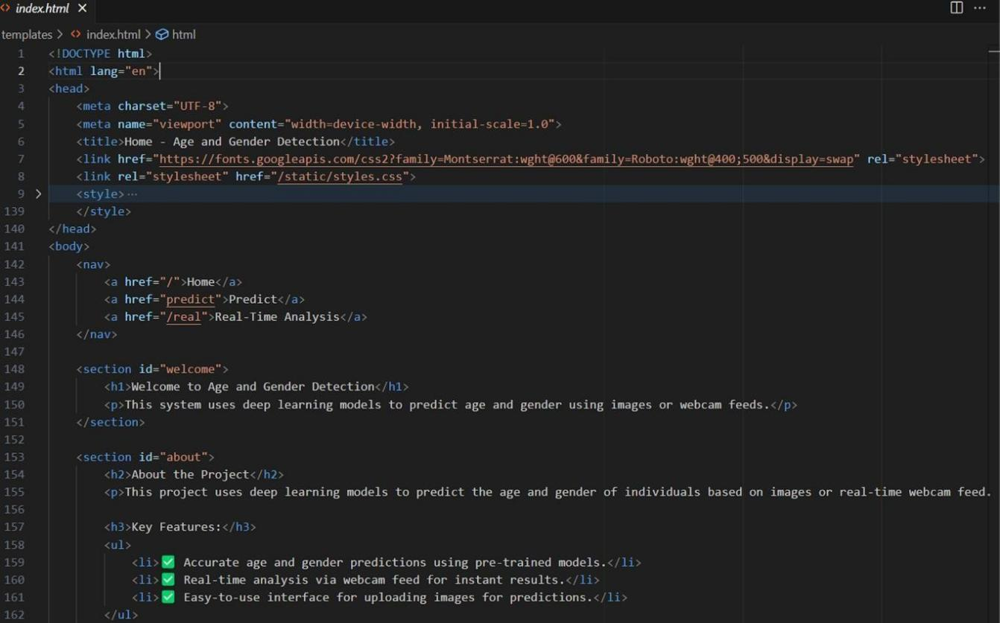 index.html
templates > index.html > html
1 <!DOCTYPE html>
2 <html lang="en">
3 <head>
4 <meta charset="UTF-8">
5 <meta name="viewport" content="width=device-width, initial-scale=1.0">
6 <title>Home - Age and Gender Detection</title>
7 <link href="https://fonts.googleapis.com/css2?family=Montserrat:wght@600&family=Roboto:wght@400;500&display=swap" rel="stylesheet">
8 <link rel="stylesheet" href="/static/styles.css">
9 <style>…
139 </style>
140 </head>
141 <body>
142 <nav>
143 <a href="/">Home</a>
144 <a href="predict">Predict</a>
145 <a href="/real">Real-Time Analysis</a>
146 </nav>
147
148 <section id="welcome">
149 <h1>Welcome to Age and Gender Detection</h1>
150 <p>This system uses deep learning models to predict age and gender using images or webcam feeds.</p>
151 </section>
152
153 <section id="about">
154 <h2>About the Project</h2>
155 <p>This project uses deep learning models to predict the age and gender of individuals based on images or real-time webcam feed.
156
157 <h3>Key Features:</h3>
158 <ul>
159 <li>✅ Accurate age and gender predictions using pre-trained models.</li>
160 <li>✅ Real-time analysis via webcam feed for instant results.</li>
161 <li>✅ Easy-to-use interface for uploading images for predictions.</li>
162 </ul>